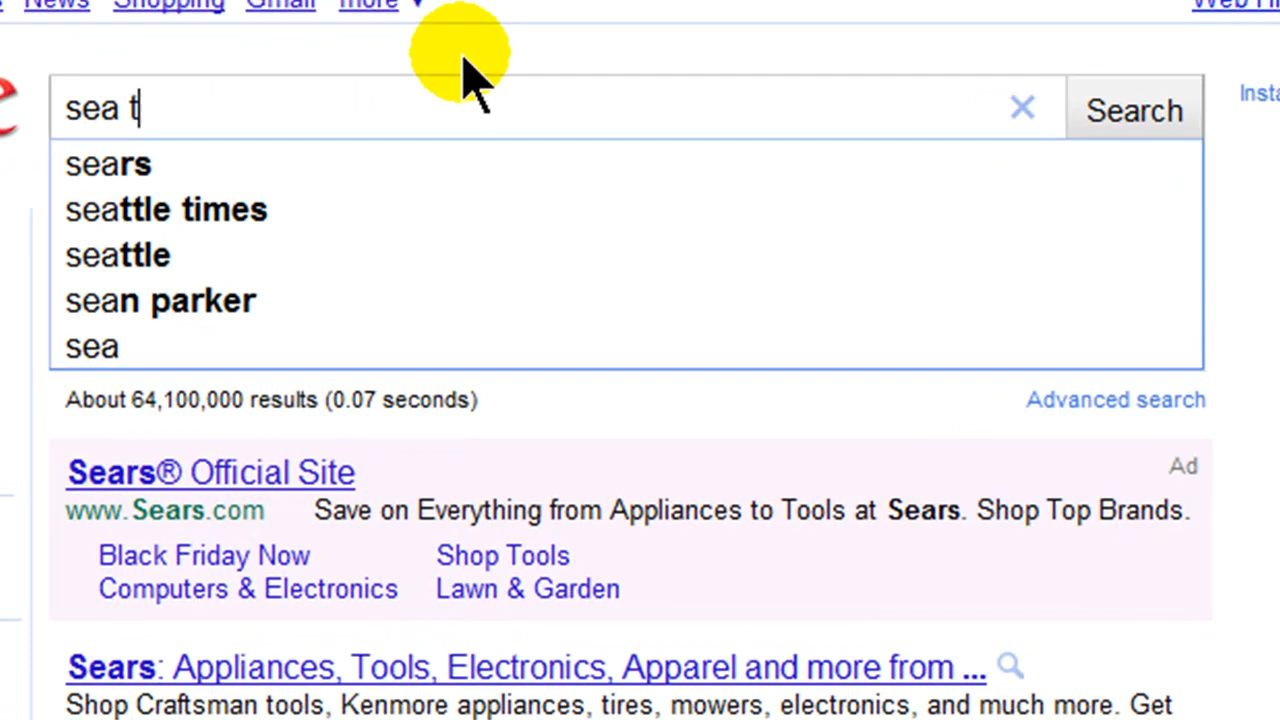 News Shopping Gmail more ▼
sea t Search
sears
seattle times
seattle
sean parker
sea
About 64,100,000 results (0.07 seconds) Advanced search
Sears® Official Site Ad
www.Sears.com Save on Everything from Appliances to Tools at Sears. Shop Top Brands.
Black Friday Now Shop Tools
Computers & Electronics Lawn & Garden
Sears: Appliances, Tools, Electronics, Apparel and more from ...
Shop Craftsman tools, Kenmore appliances, tires, mowers, electronics, and much more. Get